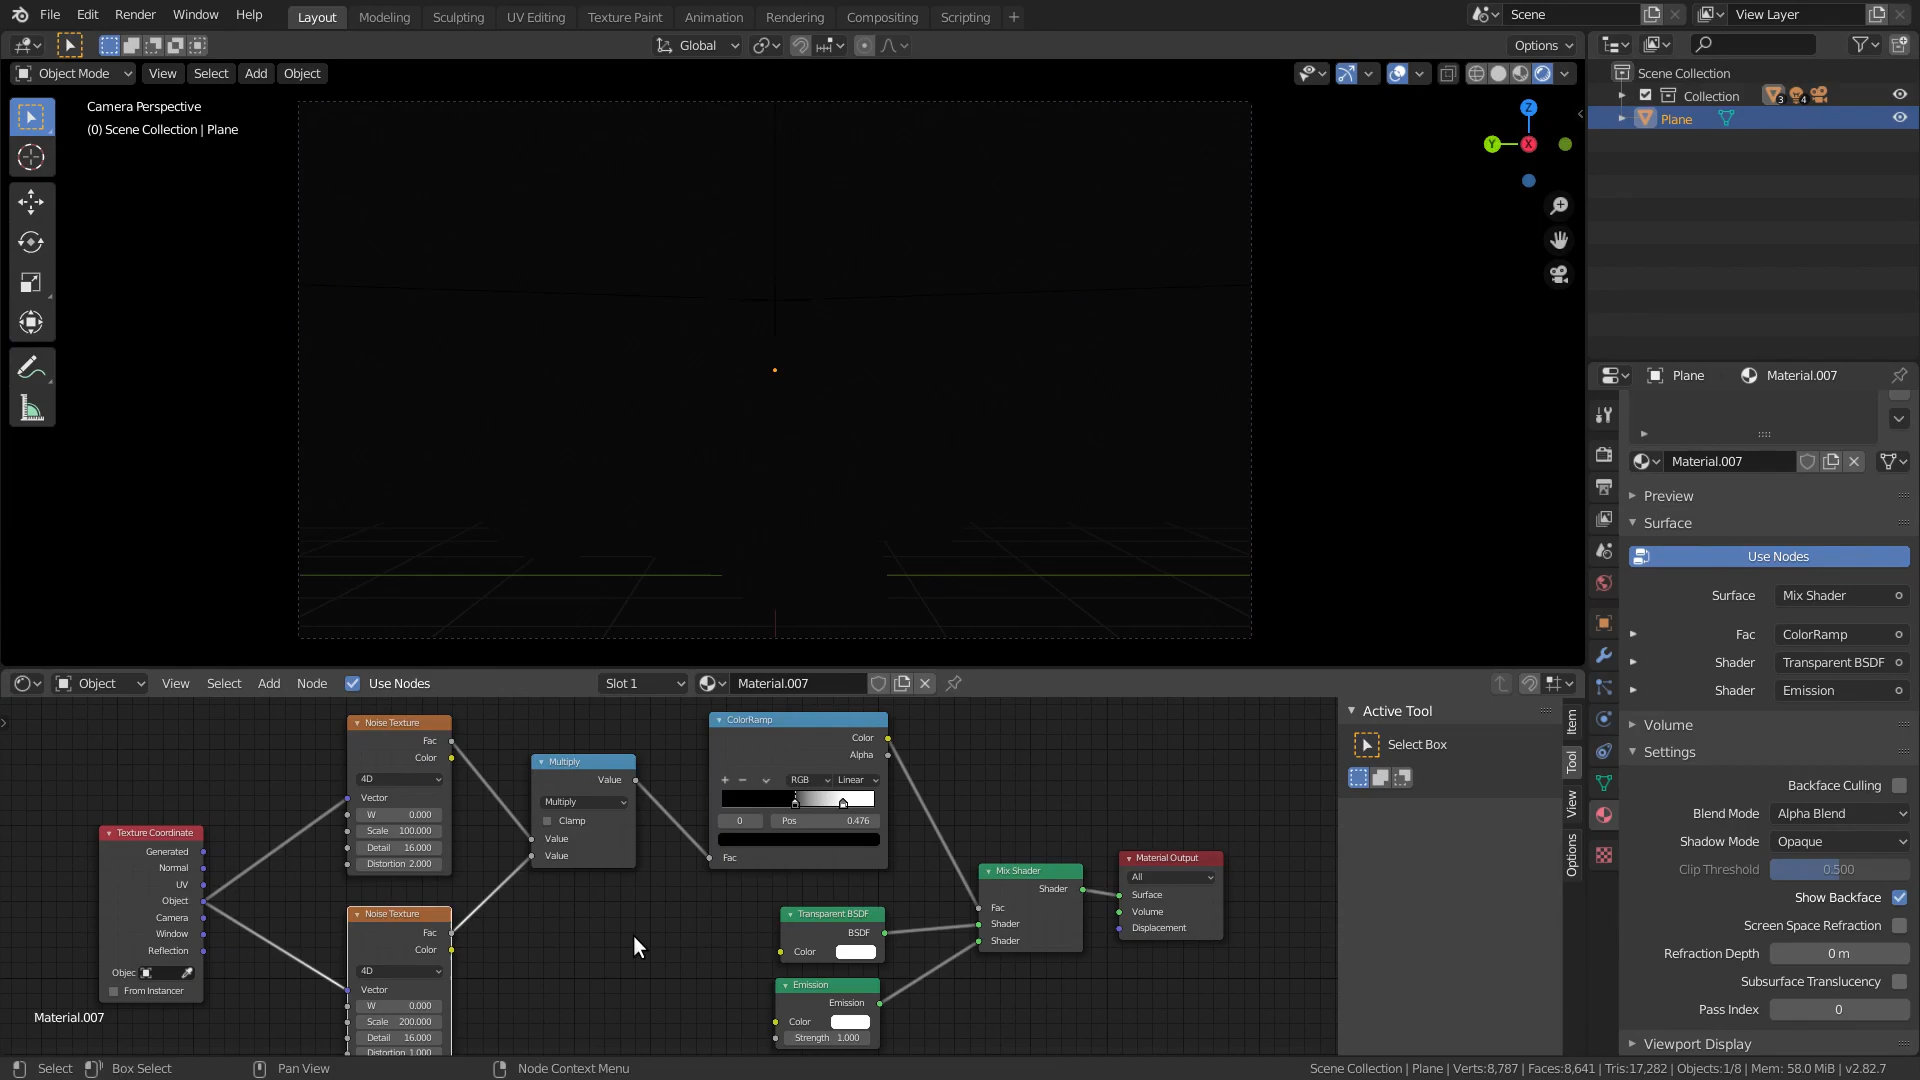 File Edit Render Window Help Layout Modeling Sculpting UV Editing Texture Paint Animation Rendering Compositing Scripting + Scene View Layer
Global Options
Object Mode View Select Add Object
Camera Perspective
(0) Scene Collection | Plane
Z
Y X
Scene Collection
Collection 3 4
Plane
Plane Material.007
Material.007
Preview
Surface
Use Nodes
Surface Mix Shader
Fac ColorRamp
Shader Transparent BSDF
Shader Emission
Volume
Settings
Backface Culling
Blend Mode Alpha Blend
Shadow Mode Opaque
Clip Threshold 0.500
Show Backface
Screen Space Refraction
Refraction Depth 0 m
Subsurface Translucency
Pass Index 0
Viewport Display
Object View Select Add Node Use Nodes Slot 1 Material.007
Texture Coordinate
Generated
Normal
UV
Object
Camera
Window
Reflection
Objec
From Instancer
Material.007
Noise Texture
Fac
Color
4D
Vector
W 0.000
Scale 100.000
Detail 16.000
Distortion 2.000
Noise Texture
Fac
Color
4D
Vector
W 0.000
Scale 200.000
Detail 16.000
Distortion 1.000
Multiply
Value
Multiply
Clamp
Value
Value
ColorRamp
Color
Alpha
+ − RGB Linear
0 Pos 0.476
Fac
Transparent BSDF
BSDF
Color
Emission
Emission
Color
Strength 1.000
Mix Shader
Shader
Fac
Shader
Shader
Material Output
All
Surface
Volume
Displacement
Active Tool
Select Box
Item
Tool
View
Options
Select Box Select Pan View Node Context Menu Scene Collection | Plane | Verts:8,787 | Faces:8,641 | Tris:17,282 | Objects:1/8 | Mem: 58.0 MiB | v2.82.7